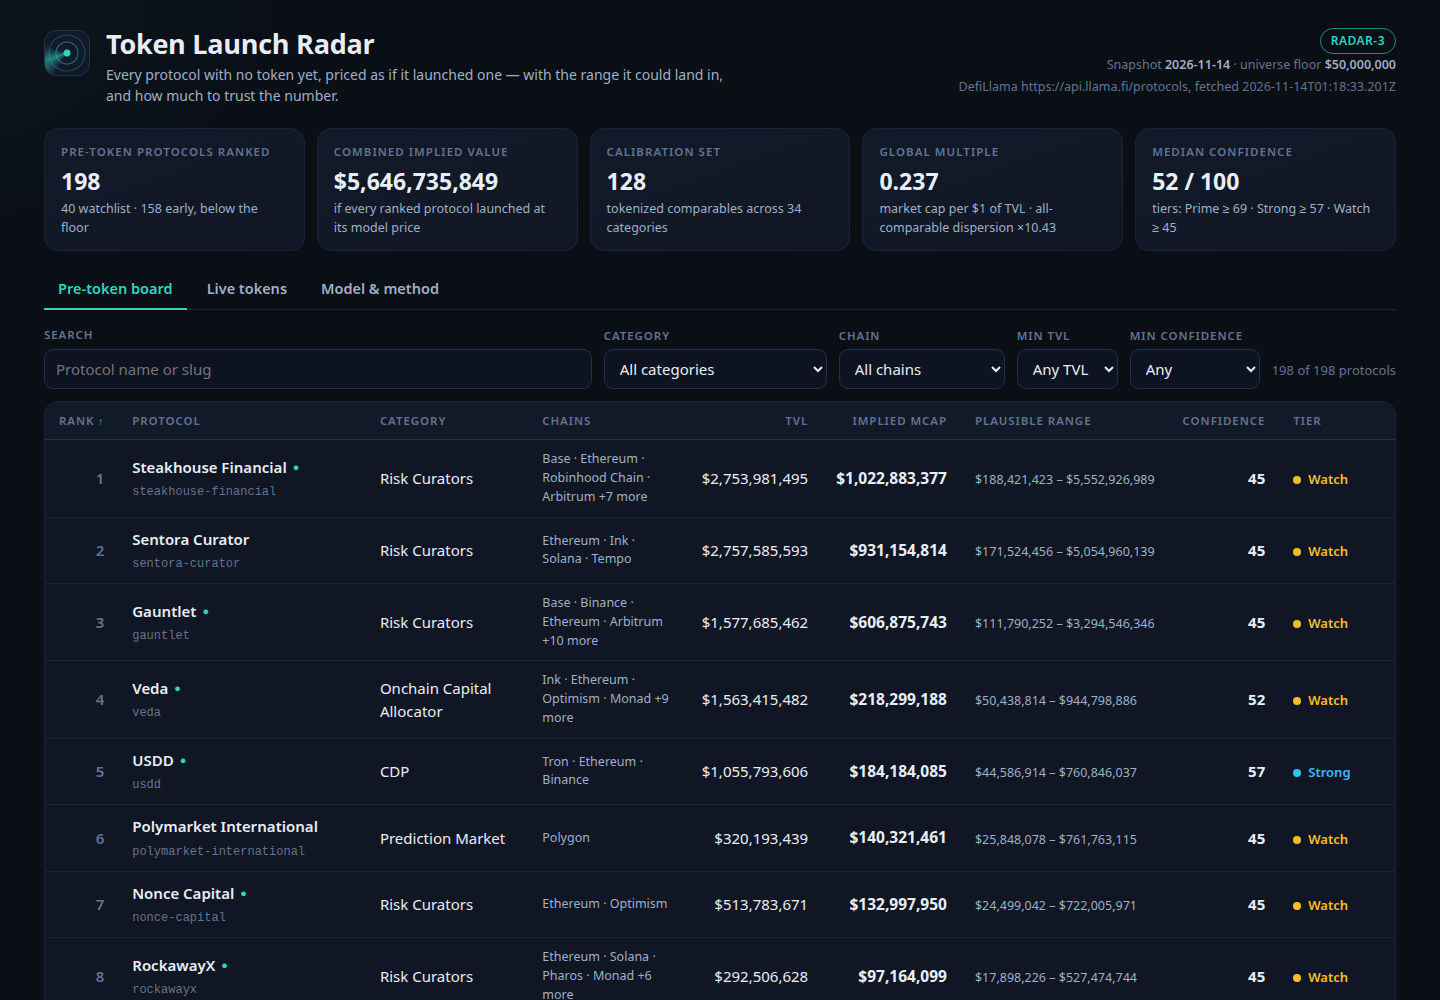 Token Launch Radar
Every protocol with no token yet, priced as if it launched one — with the range it could land in,
and how much to trust the number.
RADAR-3
Snapshot 2026-11-14 · universe floor $50,000,000
DefiLlama https://api.llama.fi/protocols, fetched 2026-11-14T01:18:33.201Z
PRE-TOKEN PROTOCOLS RANKED
198
40 watchlist · 158 early, below the
floor
COMBINED IMPLIED VALUE
$5,646,735,849
if every ranked protocol launched at
its model price
CALIBRATION SET
128
tokenized comparables across 34
categories
GLOBAL MULTIPLE
0.237
market cap per $1 of TVL · all-
comparable dispersion ×10.43
MEDIAN CONFIDENCE
52 / 100
tiers: Prime ≥ 69 · Strong ≥ 57 · Watch
≥ 45
Pre-token board
Live tokens
Model & method
SEARCH
Protocol name or slug
CATEGORY
All categories
CHAIN
All chains
MIN TVL
Any TVL
MIN CONFIDENCE
Any
198 of 198 protocols
RANK ↑ PROTOCOL CATEGORY CHAINS TVL IMPLIED MCAP PLAUSIBLE RANGE CONFIDENCE TIER
1
Steakhouse Financial
steakhouse-financial
Risk Curators
Base · Ethereum ·
Robinhood Chain ·
Arbitrum +7 more
$2,753,981,495
$1,022,883,377
$188,421,423 – $5,552,926,989
45
Watch
2
Sentora Curator
sentora-curator
Risk Curators
Ethereum · Ink ·
Solana · Tempo
$2,757,585,593
$931,154,814
$171,524,456 – $5,054,960,139
45
Watch
3
Gauntlet
gauntlet
Risk Curators
Base · Binance ·
Ethereum · Arbitrum
+10 more
$1,577,685,462
$606,875,743
$111,790,252 – $3,294,546,346
45
Watch
4
Veda
veda
Onchain Capital
Allocator
Ink · Ethereum ·
Optimism · Monad +9
more
$1,563,415,482
$218,299,188
$50,438,814 – $944,798,886
52
Watch
5
USDD
usdd
CDP
Tron · Ethereum ·
Binance
$1,055,793,606
$184,184,085
$44,586,914 – $760,846,037
57
Strong
6
Polymarket International
polymarket-international
Prediction Market
Polygon
$320,193,439
$140,321,461
$25,848,078 – $761,763,115
45
Watch
7
Nonce Capital
nonce-capital
Risk Curators
Ethereum · Optimism
$513,783,671
$132,997,950
$24,499,042 – $722,005,971
45
Watch
8
RockawayX
rockawayx
Risk Curators
Ethereum · Solana ·
Pharos · Monad +6
more
$292,506,628
$97,164,099
$17,898,226 – $527,474,744
45
Watch